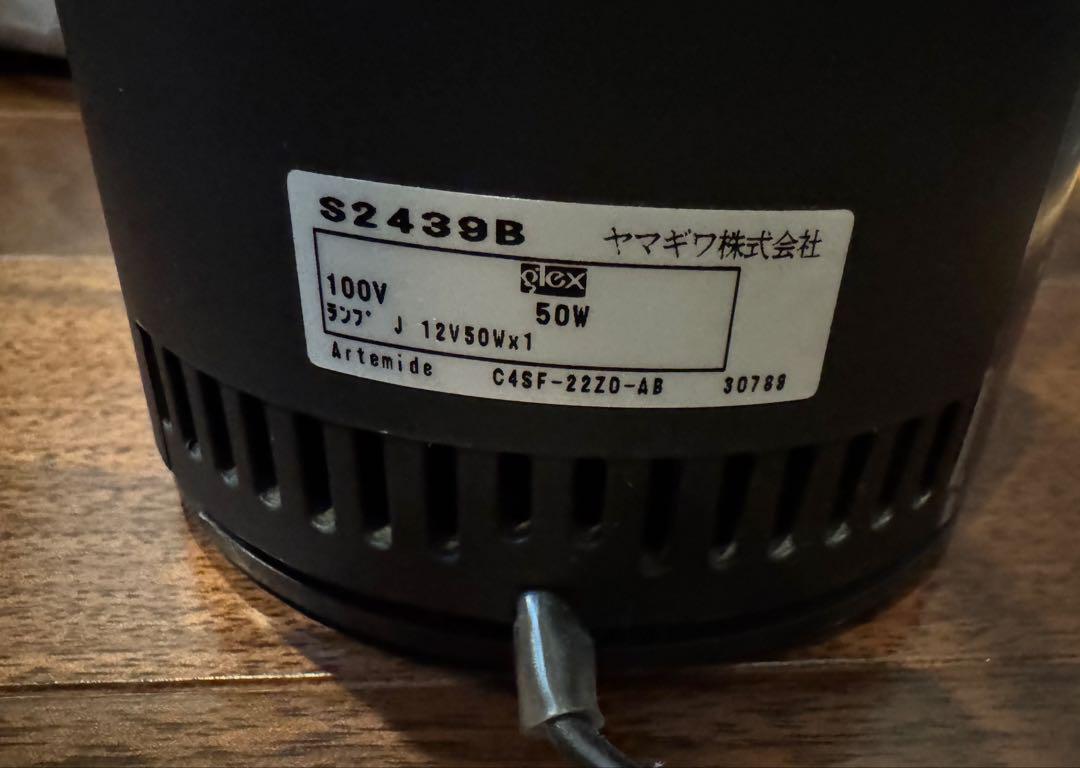 S2439B
ヤマギワ株式会社
glex
100V 50W
ランプ J 12V50Wx1
Artemide C4SF-22Z0-AB 30789